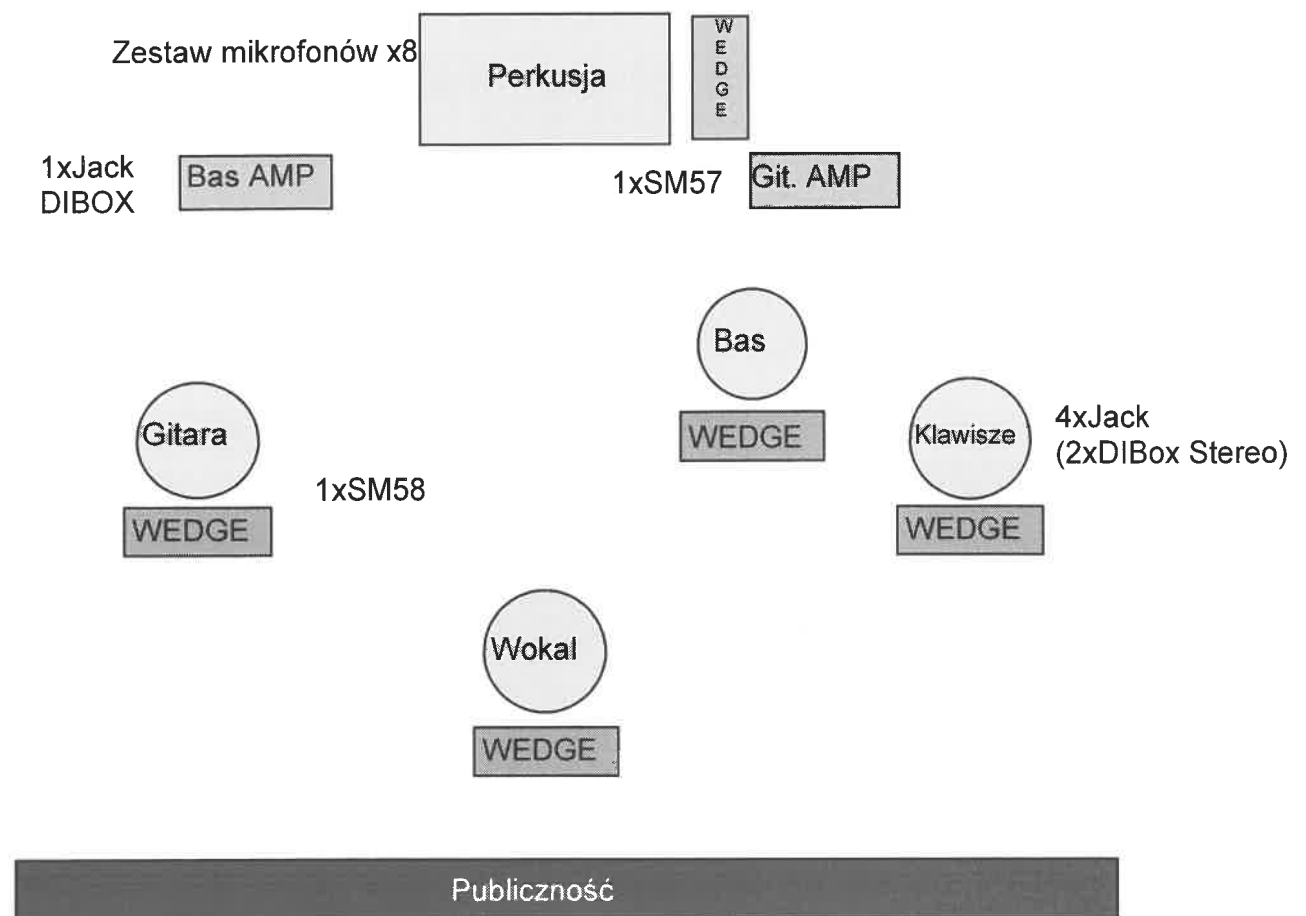 Zestaw mikrofonów x8
Perkusja
WEDGE
1xJack
DIBOX
Bas AMP
1xSM57
Git. AMP
Bas
WEDGE
Gitara
1xSM58
WEDGE
Klawisze
4xJack
(2xDIBox Stereo)
WEDGE
Wokal
WEDGE
Publiczność